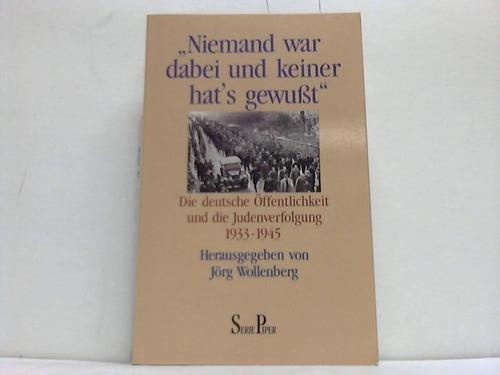 „Niemand war
dabei und keiner
hat's gewußt“
Die deutsche Öffentlichkeit
und die Judenverfolgung
1933-1945
Herausgegeben von
Jörg Wollenberg
SERIE PIPER